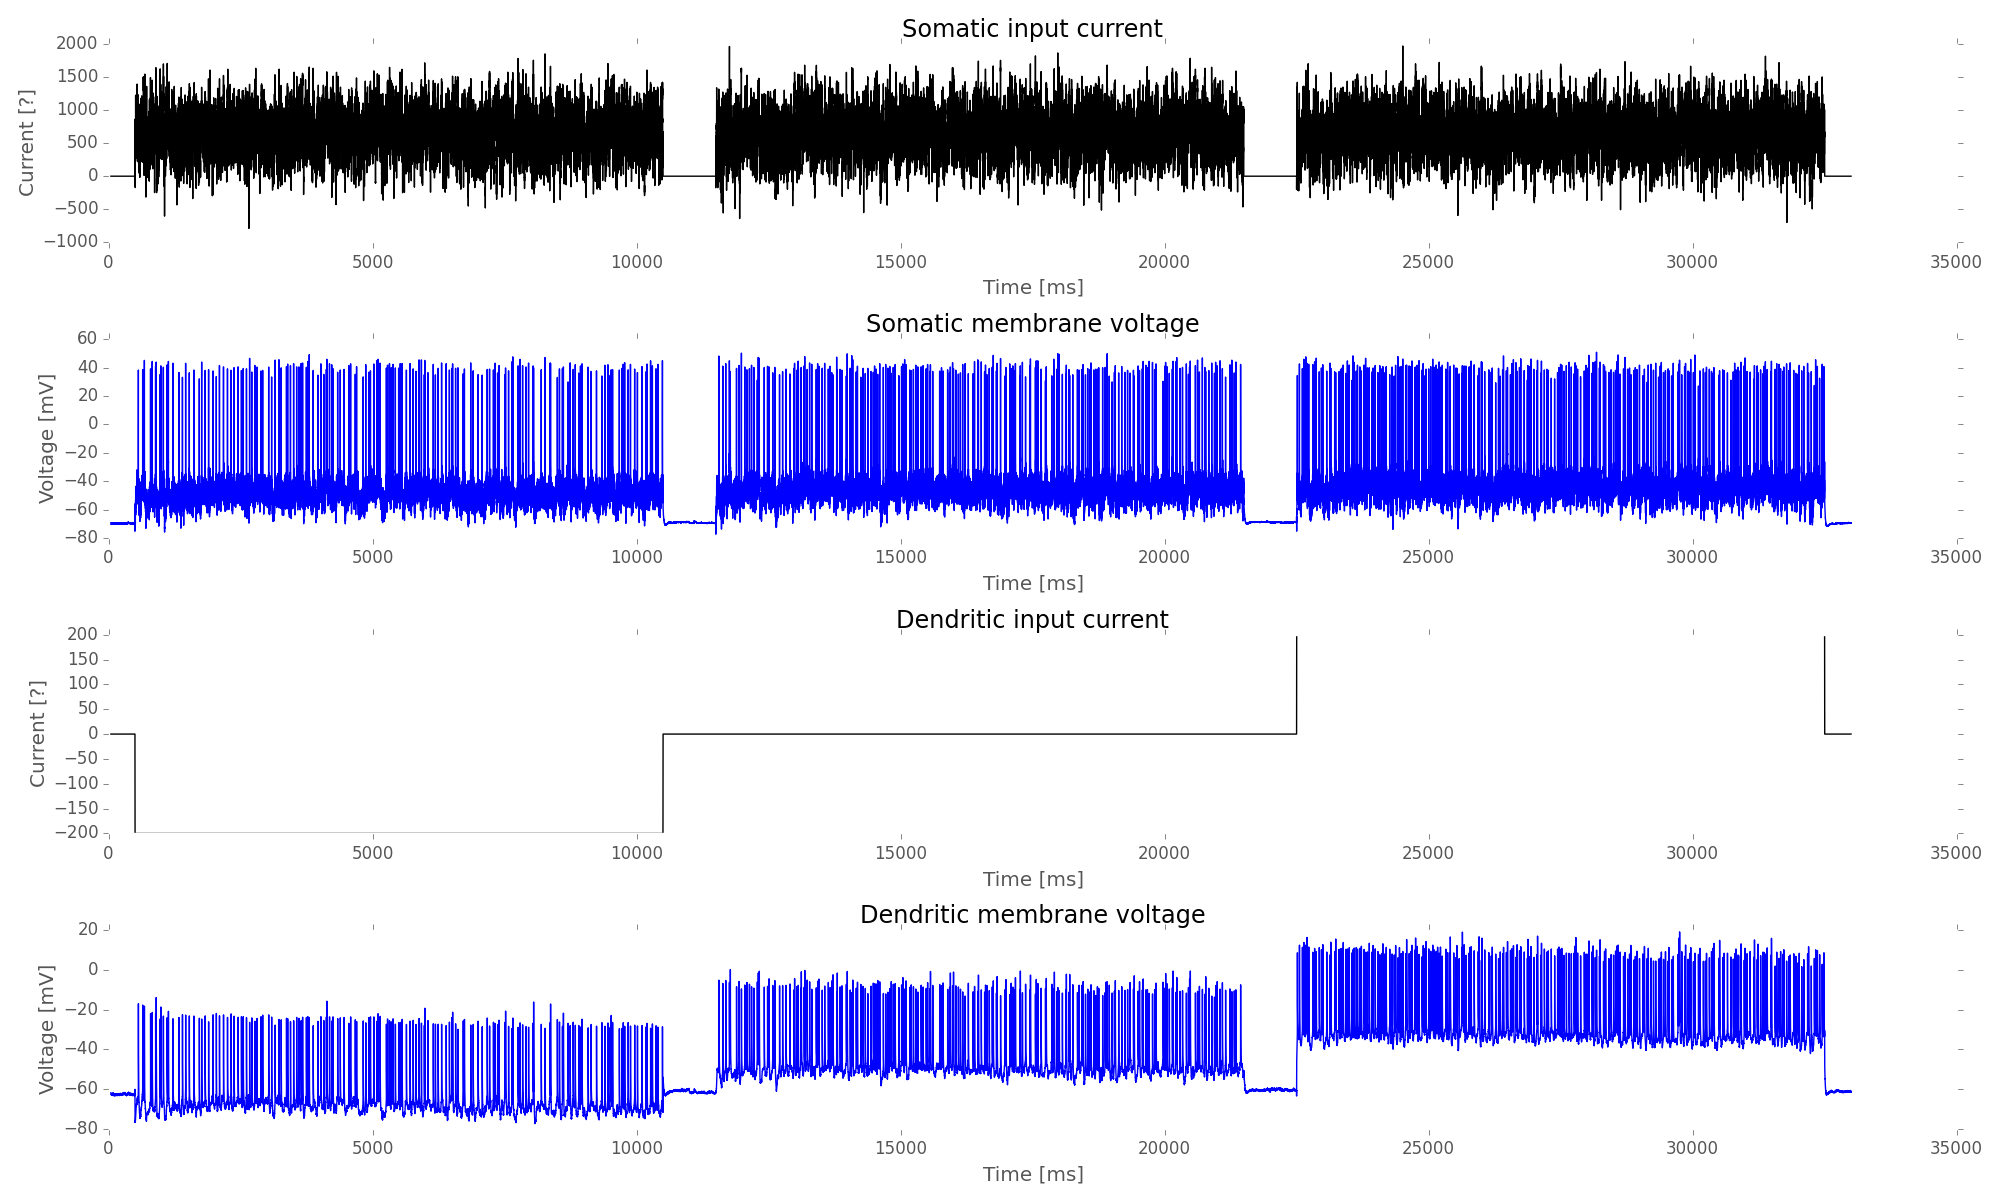 Somatic input current
2000
1500
1000
500
0
−500
−1000
Current [?]
0 5000 10000 15000 20000 25000 30000 35000
Time [ms]
Somatic membrane voltage
60
40
20
0
−20
−40
−60
−80
Voltage [mV]
0 5000 10000 15000 20000 25000 30000 35000
Time [ms]
Dendritic input current
200
150
100
50
0
−50
−100
−150
−200
Current [?]
0 5000 10000 15000 20000 25000 30000 35000
Time [ms]
Dendritic membrane voltage
20
0
−20
−40
−60
−80
Voltage [mV]
0 5000 10000 15000 20000 25000 30000 35000
Time [ms]